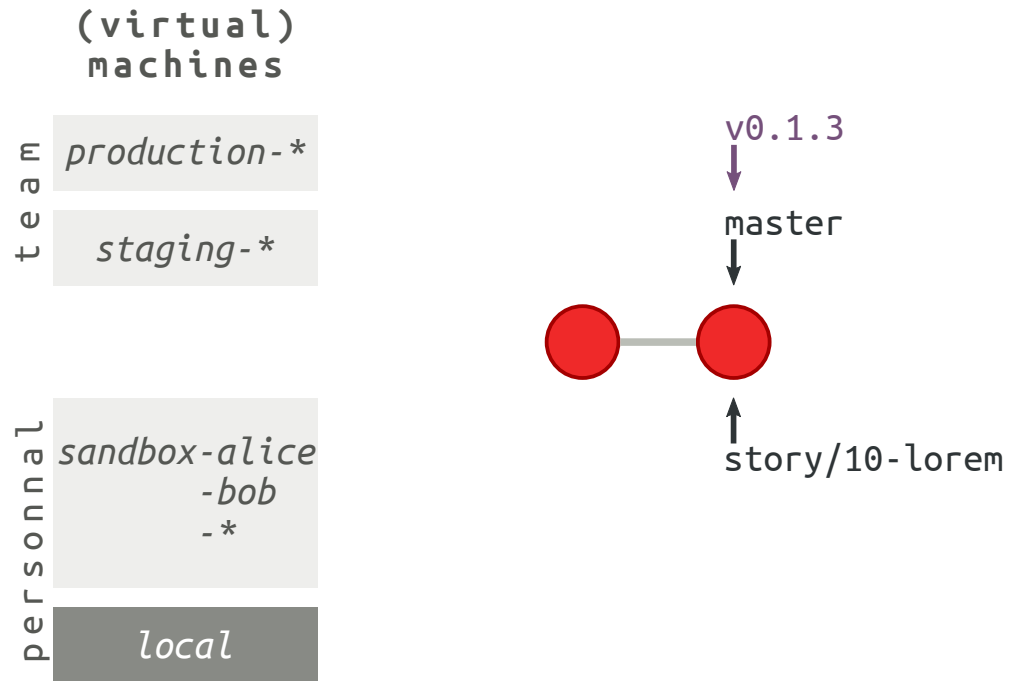 (virtual)
machines
team
production-*
staging-*
personnal
sandbox-alice
-bob
-*
local
v0.1.3
master
story/10-lorem